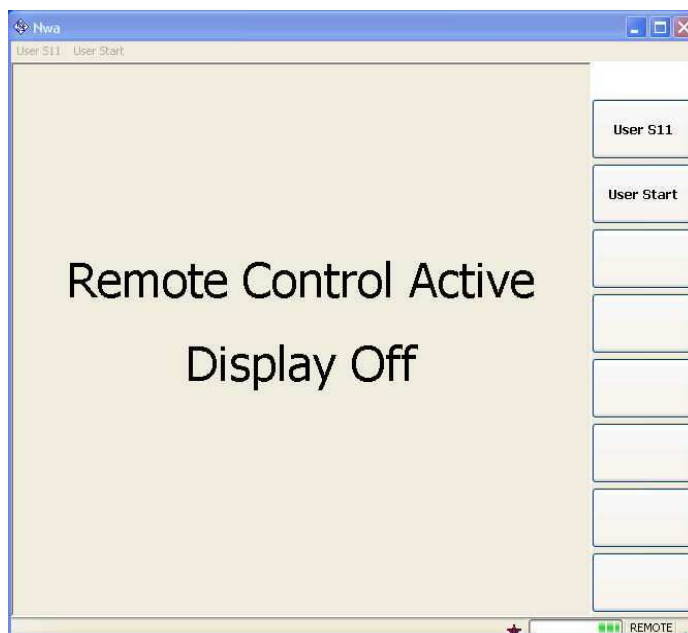 Nwa
User S11 User Start
User S11
User Start
Remote Control Active
Display Off
REMOTE